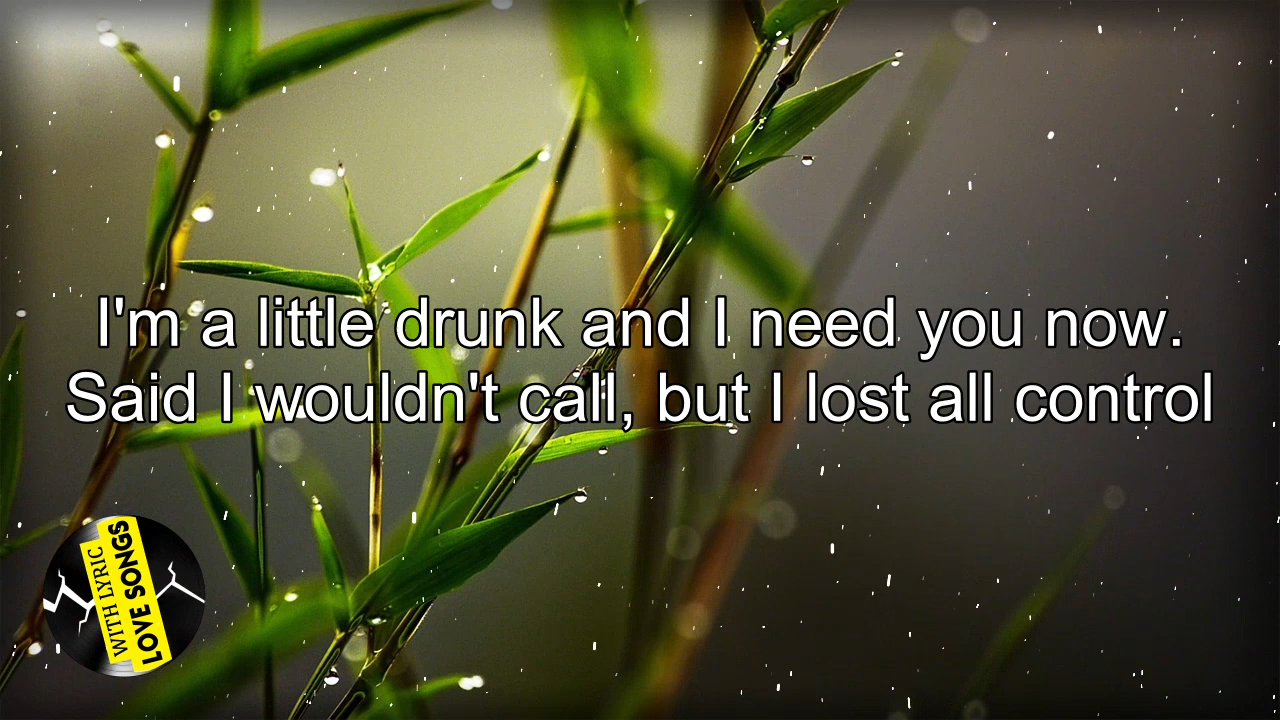 I'm a little drunk and I need you now.
Said I wouldn't call, but I lost all control
WITH LYRIC
LOVE SONGS